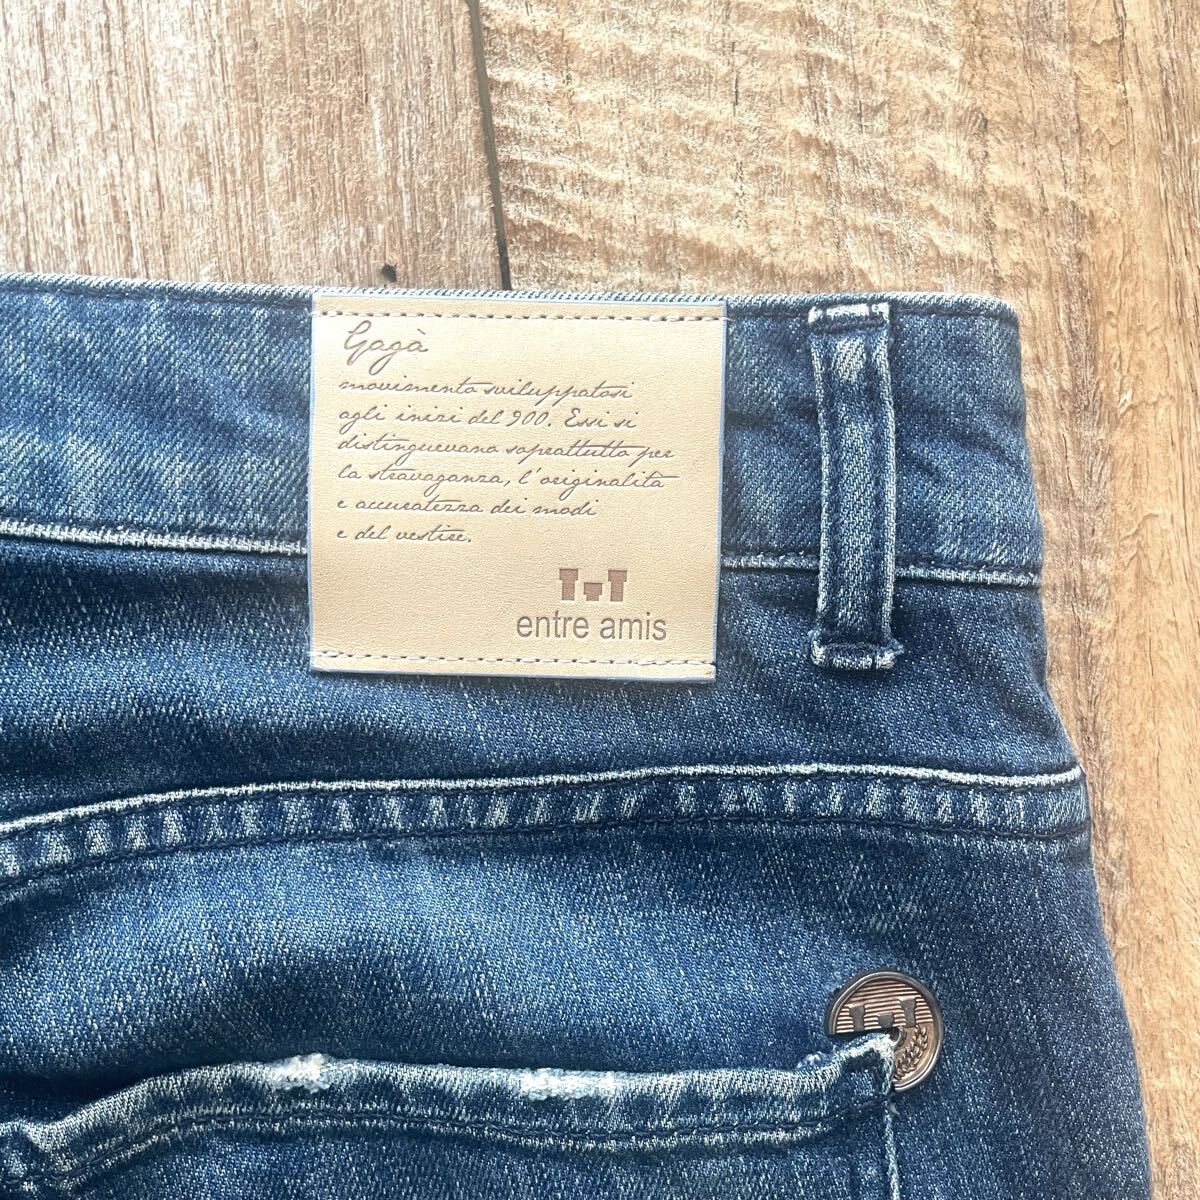 Gagà
movimento sviluppatosi
agli inizi del 900. Essi si
distinguevano soprattutto per
la stravaganza, l'originalità
e accuratezza dei modi
e del vestire.
entre amis